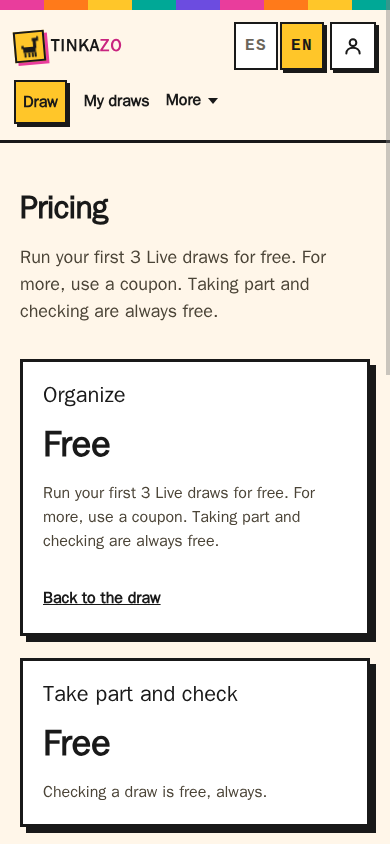 TINKAZO
ES
EN
Draw
My draws
More
Pricing
Run your first 3 Live draws for free. For
more, use a coupon. Taking part and
checking are always free.
Organize
Free
Run your first 3 Live draws for free. For
more, use a coupon. Taking part and
checking are always free.
Back to the draw
Take part and check
Free
Checking a draw is free, always.